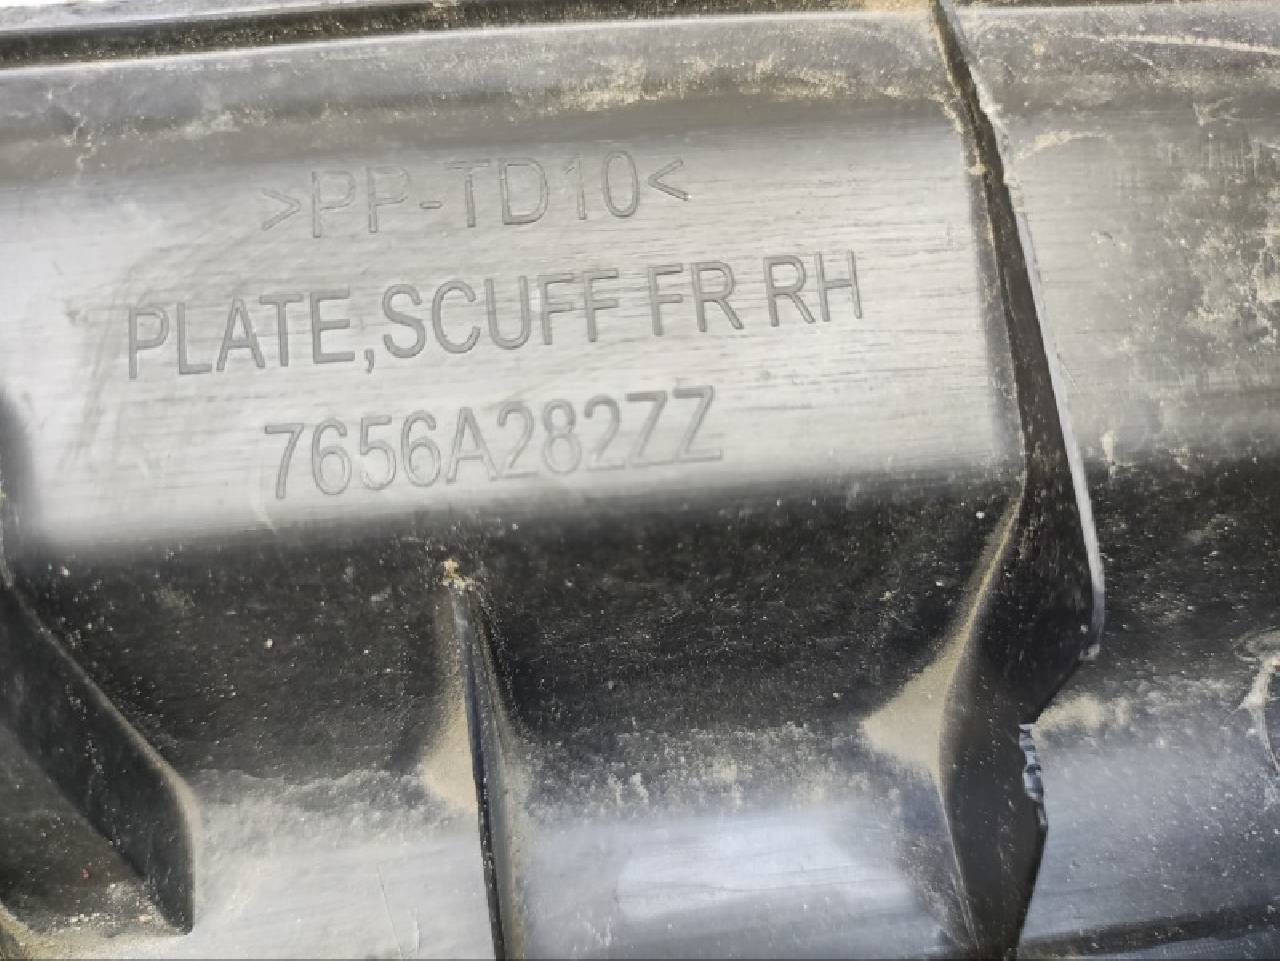 >PP-TD10<
PLATE,SCUFF FR RH
7656A282ZZ